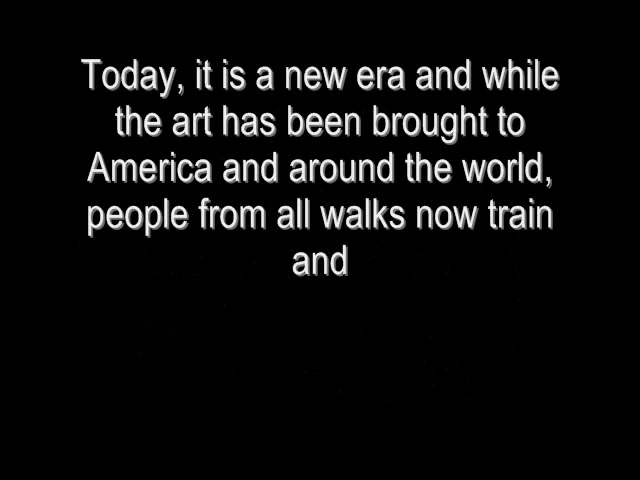 Today, it is a new era and while
the art has been brought to
America and around the world,
people from all walks now train
and